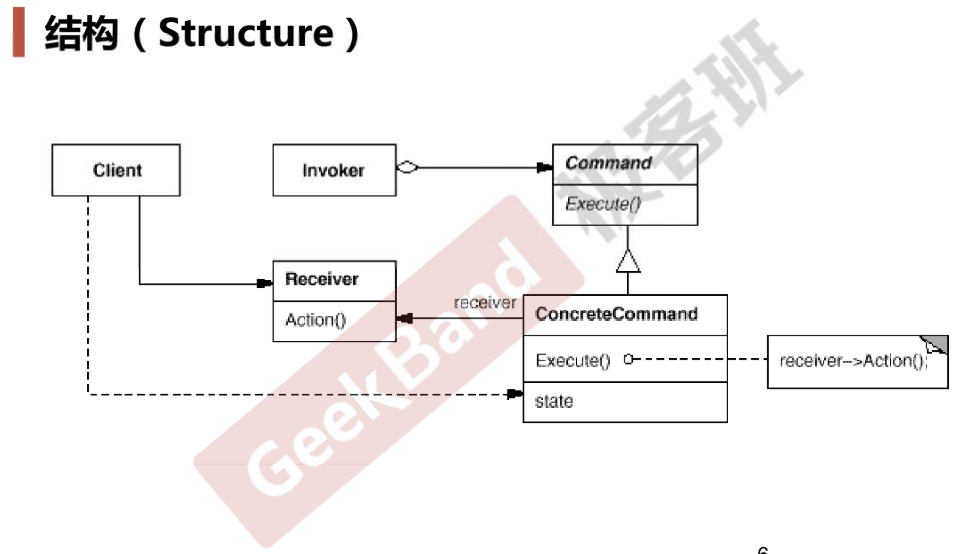 结构（Structure）
极客班
Client
Invoker
Command
Execute()
Receiver
Action()
receiver
ConcreteCommand
Execute()
receiver-->Action();
state
GeekBand
6